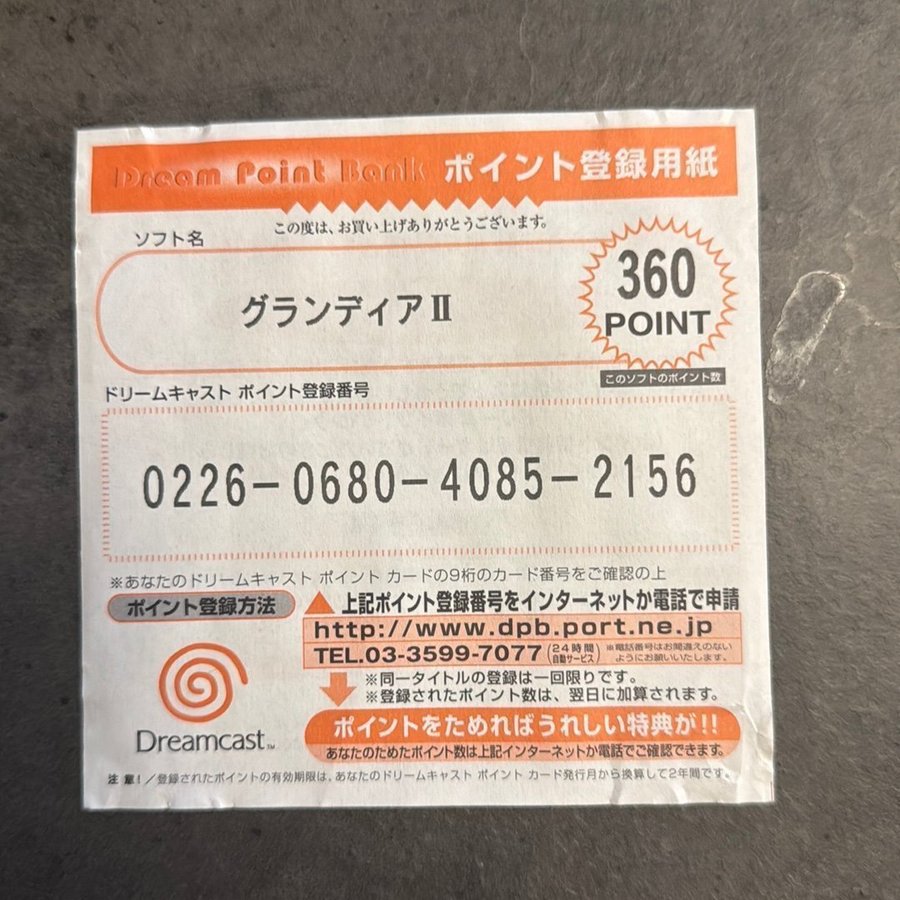 Dream Point Bank ポイント登録用紙
この度は、お買い上げありがとうございます。
ソフト名
グランディアⅡ
360
POINT
このソフトのポイント数
ドリームキャスト ポイント登録番号
0226-0680-4085-2156
※あなたのドリームキャスト ポイント カードの9桁のカード番号をご確認の上
ポイント登録方法
上記ポイント登録番号をインターネットか電話で申請
http://www.dpb.port.ne.jp
TEL.03-3599-7077(24時間自動サービス)
※電話番号はお間違えのない
ようにお願いいたします。
※同一タイトルの登録は一回限りです。
※登録されたポイント数は、翌日に加算されます。
Dreamcast™
ポイントをためればうれしい特典が!!
あなたのためたポイント数は上記インターネットか電話でご確認できます。
注意!/登録されたポイントの有効期限は、あなたのドリームキャスト ポイント カード発行月から換算して2年間です。